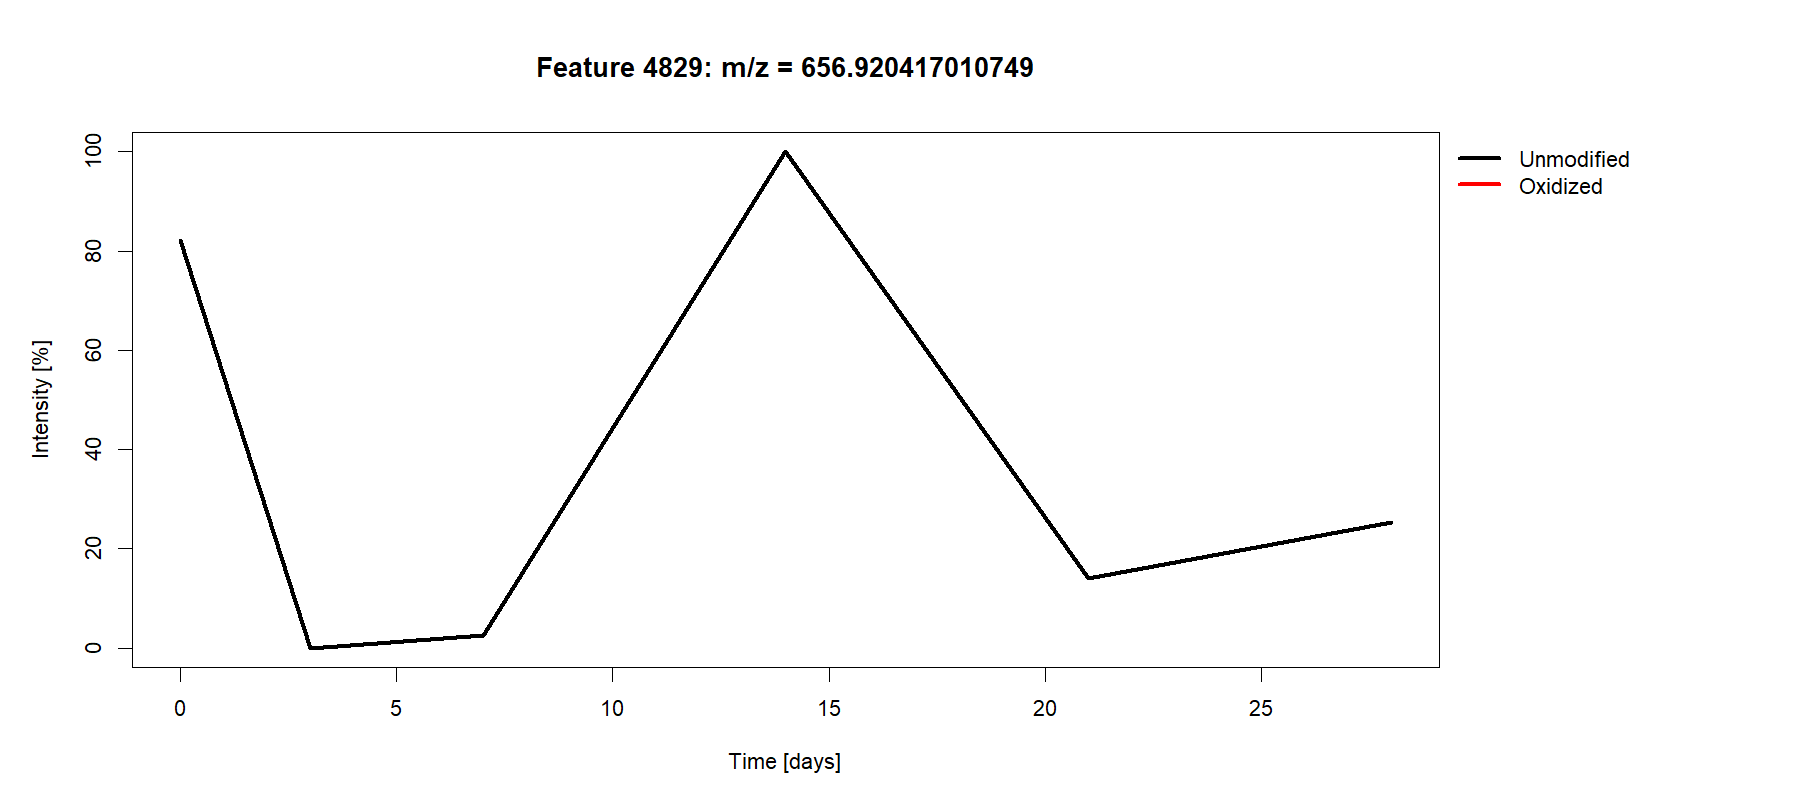 Feature 4829: m/z = 656.920417010749
Unmodified
Oxidized
Intensity [%]
100
80
60
40
20
0
0 5 10 15 20 25
Time [days]